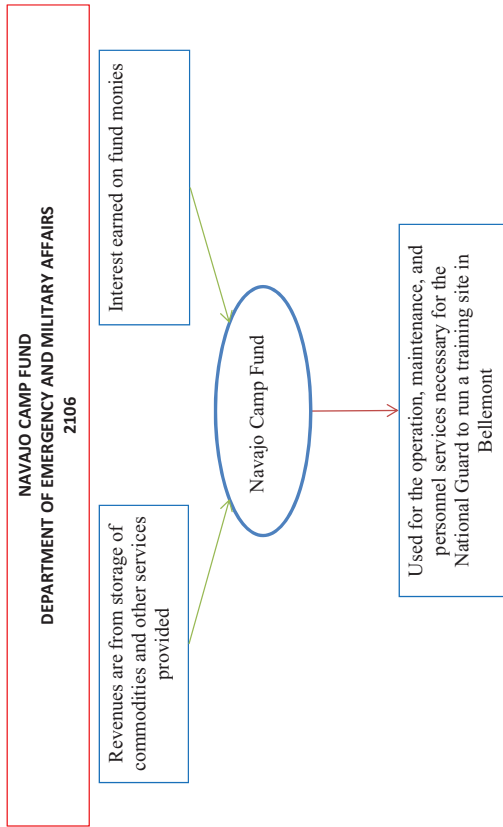 NAVAJO CAMP FUND
DEPARTMENT OF EMERGENCY AND MILITARY AFFAIRS
2106
Revenues are from storage of
commodities and other services
provided
Interest earned on fund monies
Navajo Camp Fund
Used for the operation, maintenance, and
personnel services necessary for the
National Guard to run a training site in
Bellemont